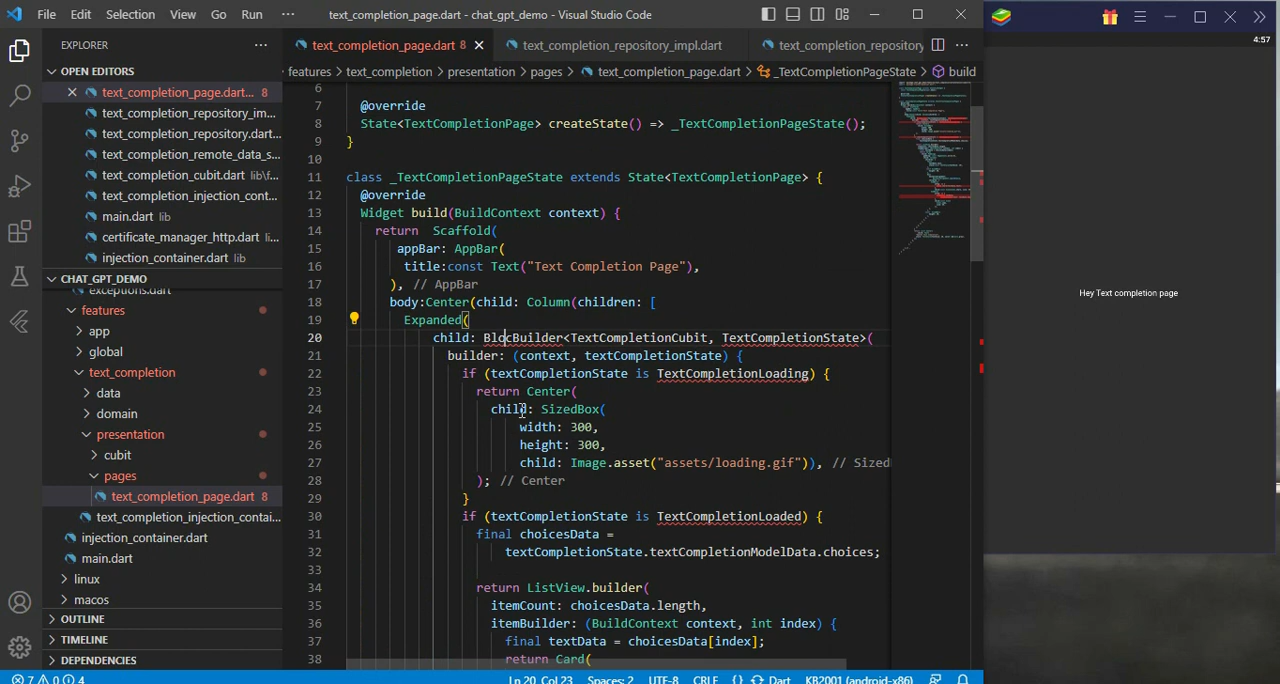 File Edit Selection View Go Run ··· text_completion_page.dart - chat_gpt_demo - Visual Studio Code
EXPLORER ···
text_completion_page.dart 8
text_completion_repository_impl.dart
text_completion_repository
features > text_completion > presentation > pages > text_completion_page.dart > _TextCompletionPageState > build
OPEN EDITORS
text_completion_page.dart... 8
text_completion_repository_im...
text_completion_repository.dart...
text_completion_remote_data_s...
text_completion_cubit.dart lib\f...
text_completion_injection_cont...
main.dart lib
certificate_manager_http.dart li...
injection_container.dart lib
CHAT_GPT_DEMO
exceptions.dart
features
app
global
text_completion
data
domain
presentation
cubit
pages
text_completion_page.dart 8
text_completion_injection_contai...
injection_container.dart
main.dart
linux
macos
OUTLINE
TIMELINE
DEPENDENCIES
6
7 @override
8 State<TextCompletionPage> createState() => _TextCompletionPageState();
9 }
10
11 class _TextCompletionPageState extends State<TextCompletionPage> {
12 @override
13 Widget build(BuildContext context) {
14 return Scaffold(
15 appBar: AppBar(
16 title:const Text("Text Completion Page"),
17 ), // AppBar
18 body:Center(child: Column(children: [
19 Expanded(
20 child: BlocBuilder<TextCompletionCubit, TextCompletionState>(
21 builder: (context, textCompletionState) {
22 if (textCompletionState is TextCompletionLoading) {
23 return Center(
24 child: SizedBox(
25 width: 300,
26 height: 300,
27 child: Image.asset("assets/loading.gif")), // Sized
28 ); // Center
29 }
30 if (textCompletionState is TextCompletionLoaded) {
31 final choicesData =
32 textCompletionState.textCompletionModelData.choices;
33
34 return ListView.builder(
35 itemCount: choicesData.length,
36 itemBuilder: (BuildContext context, int index) {
37 final textData = choicesData[index];
38 return Card(
7 0 4 Ln 20, Col 23 Spaces: 2 UTF-8 CRLF {} Dart KB2001 (android-x86)
4:57
Hey Text completion page